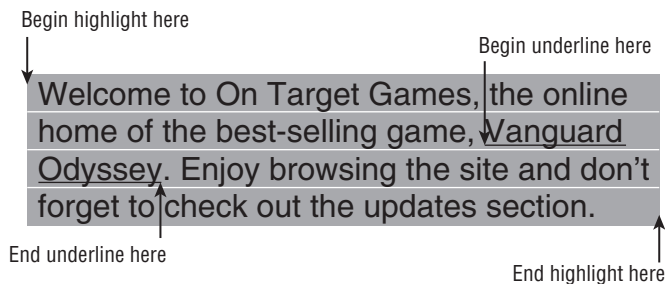 Begin highlight here
Begin underline here
Welcome to On Target Games, the online
home of the best-selling game, Vanguard
Odyssey. Enjoy browsing the site and don't
forget to check out the updates section.
End underline here
End highlight here